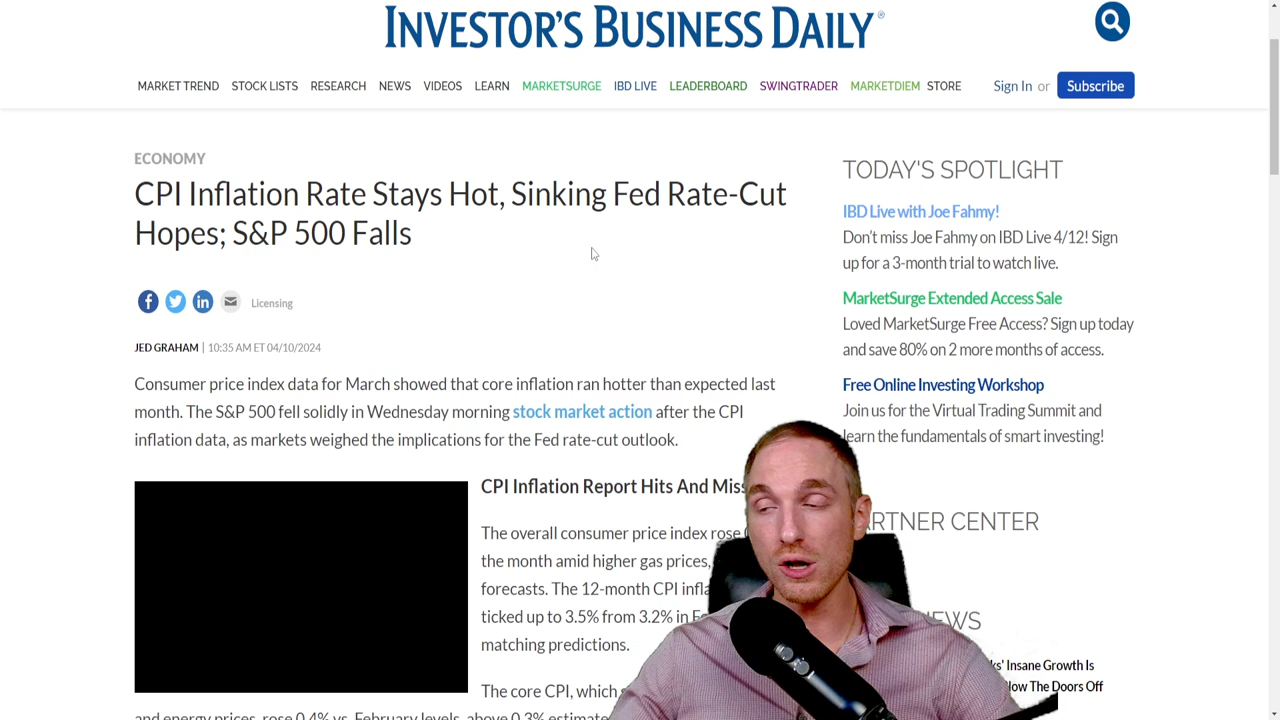 INVESTOR'S BUSINESS DAILY®
MARKET TREND STOCK LISTS RESEARCH NEWS VIDEOS LEARN MARKETSURGE IBD LIVE LEADERBOARD SWINGTRADER MARKETDIEM STORE Sign In or Subscribe
ECONOMY
CPI Inflation Rate Stays Hot, Sinking Fed Rate-Cut
Hopes; S&P 500 Falls
Licensing
JED GRAHAM | 10:35 AM ET 04/10/2024
Consumer price index data for March showed that core inflation ran hotter than expected last
month. The S&P 500 fell solidly in Wednesday morning stock market action after the CPI
inflation data, as markets weighed the implications for the Fed rate-cut outlook.
CPI Inflation Report Hits And
The overall consumer price index rose
the month amid higher gas prices,
forecasts. The 12-month CPI
ticked up to 3.5% from 3.2% in
matching predictions.
The core CPI, which
and energy prices, rose 0.4% vs. February levels, above 0.3%
TODAY'S SPOTLIGHT
IBD Live with Joe Fahmy!
Don't miss Joe Fahmy on IBD Live 4/12! Sign
up for a 3-month trial to watch live.
MarketSurge Extended Access Sale
Loved MarketSurge Free Access? Sign up today
and save 80% on 2 more months of access.
Free Online Investing Workshop
Join us for the Virtual Trading Summit and
learn the fundamentals of smart investing!
CENTER
Insane Growth Is
The Doors Off